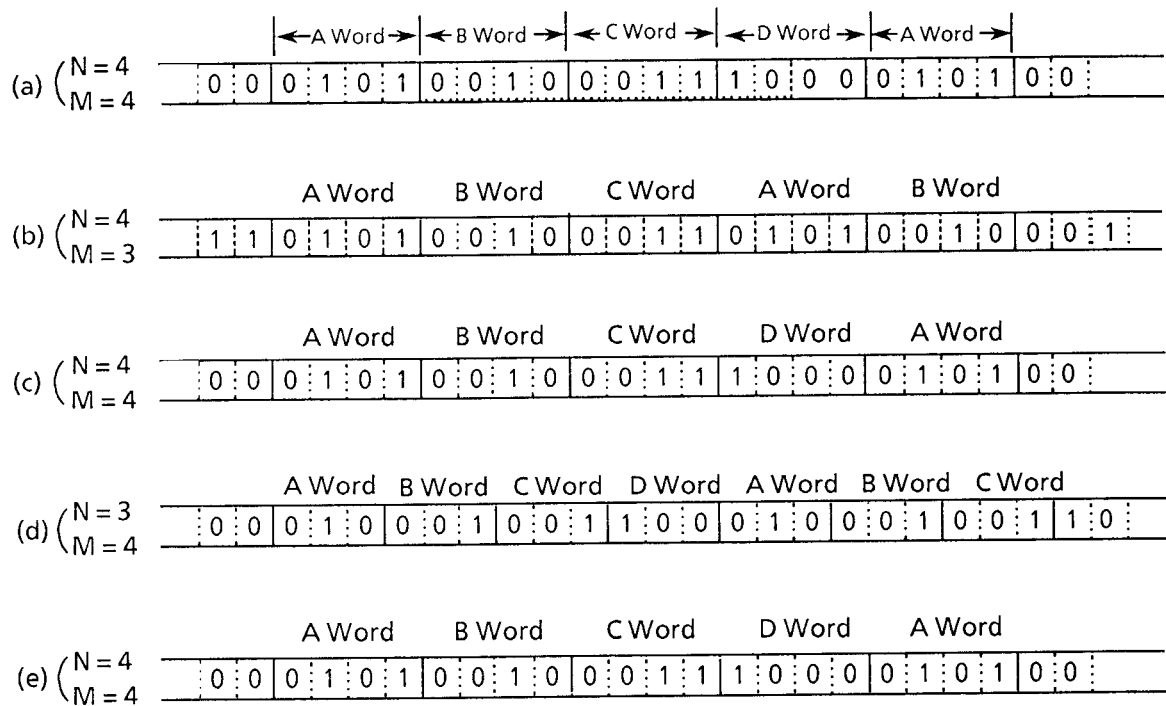 A Word B Word C Word D Word A Word
(a) ( N = 4
0 0 0 1 0 1 0 0 1 0 0 0 1 1 1 0 0 0 0 1 0 1 0 0
M = 4
A Word B Word C Word A Word B Word
(b) ( N = 4
1 1 0 1 0 1 0 0 1 0 0 0 1 1 0 1 0 1 0 0 1 0 0 0 1
M = 3
A Word B Word C Word D Word A Word
(c) ( N = 4
0 0 0 1 0 1 0 0 1 0 0 0 1 1 1 0 0 0 0 1 0 1 0 0
M = 4
A Word B Word C Word D Word A Word B Word C Word
(d) ( N = 3
0 0 0 1 0 0 0 1 0 0 1 1 0 0 0 1 0 0 0 1 0 0 1 1 0
M = 4
A Word B Word C Word D Word A Word
(e) ( N = 4
0 0 0 1 0 1 0 0 1 0 0 0 1 1 1 0 0 0 0 1 0 1 0 0
M = 4